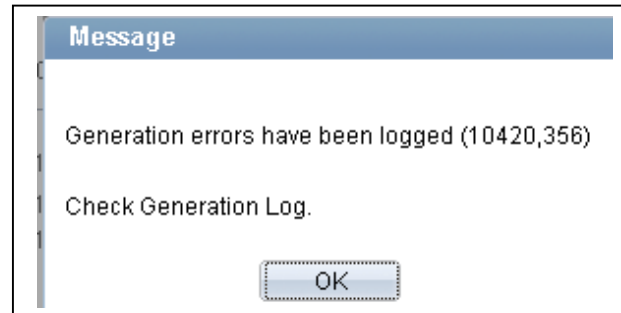 Message
Generation errors have been logged (10420,356)
Check Generation Log.
OK